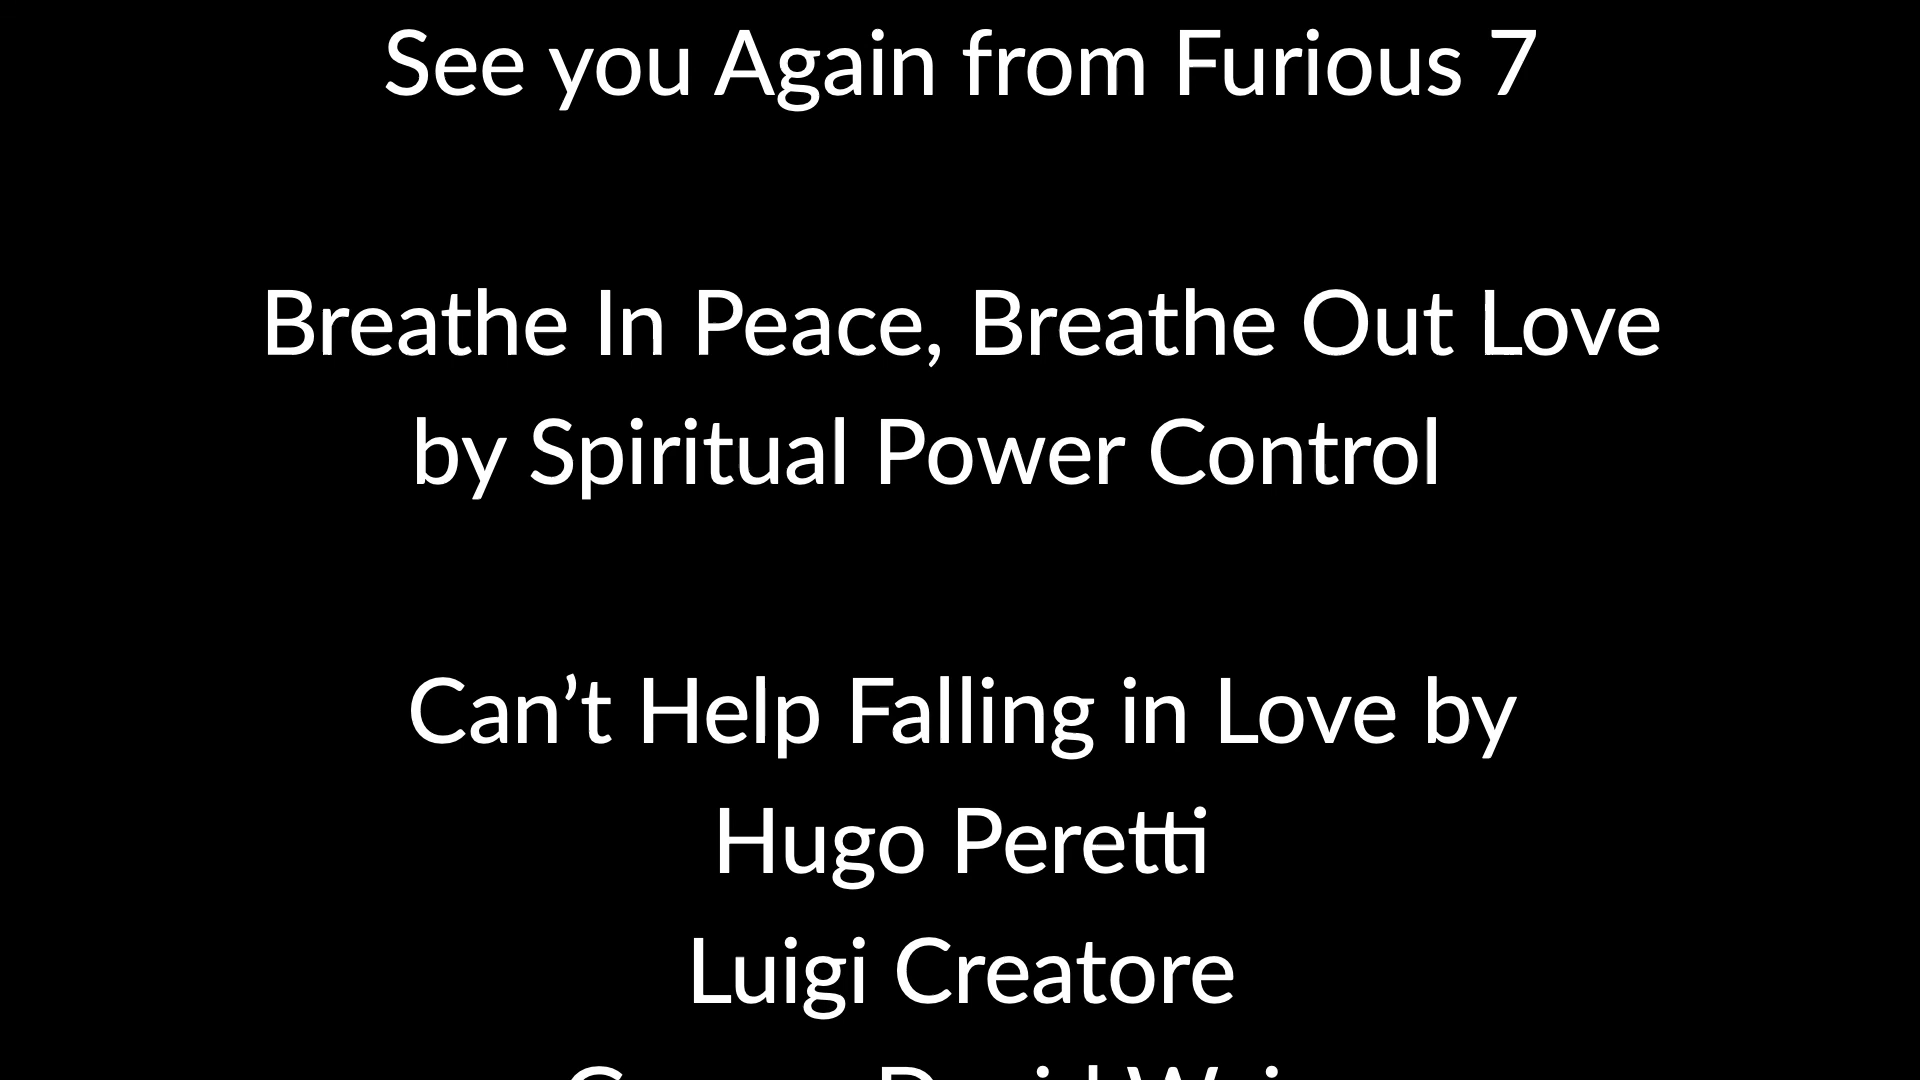 See you Again from Furious 7
Breathe In Peace, Breathe Out Love
by Spiritual Power Control
Can’t Help Falling in Love by
Hugo Peretti
Luigi Creatore